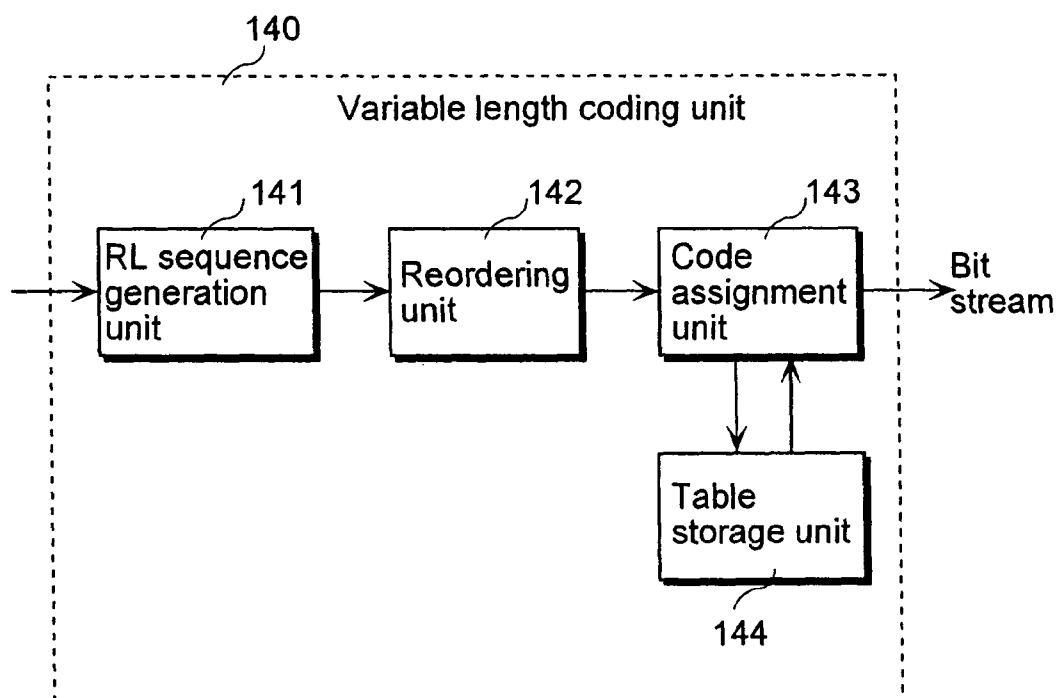 140
Variable length coding unit
141
142
143
RL sequence
generation
unit
Reordering
unit
Code
assignment
unit
Bit
stream
Table
storage unit
144